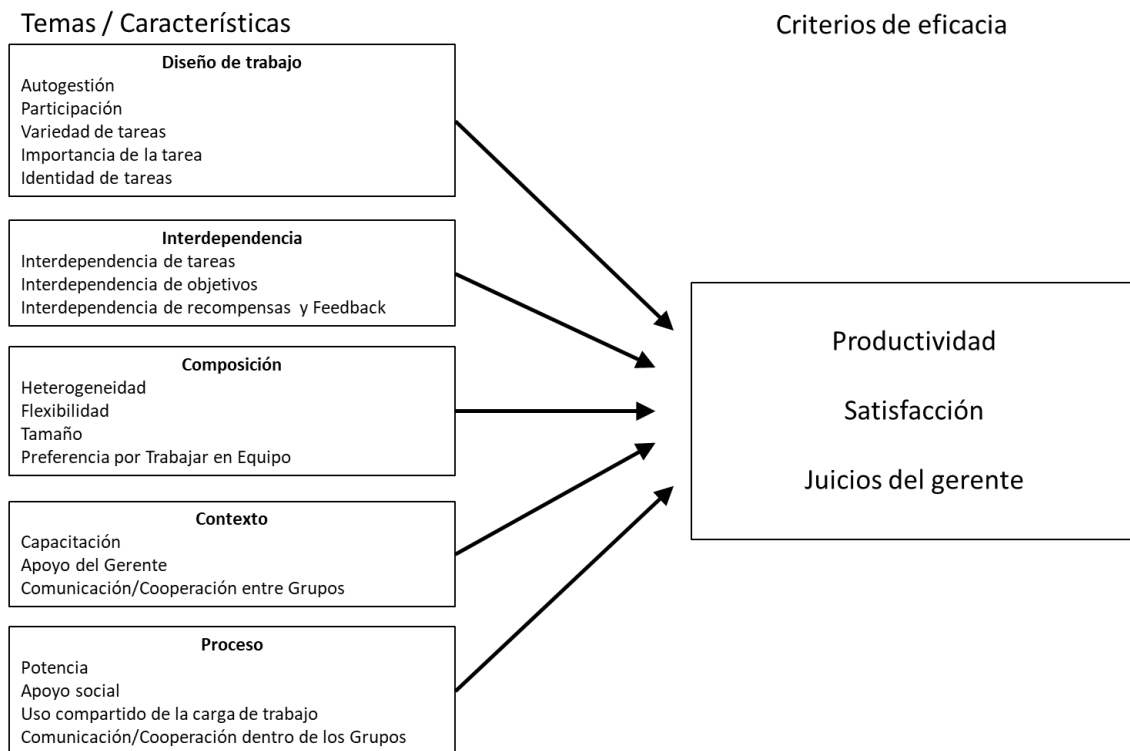 Temas / Características
Criterios de eficacia
Diseño de trabajo
Autogestión
Participación
Variedad de tareas
Importancia de la tarea
Identidad de tareas
Interdependencia
Interdependencia de tareas
Interdependencia de objetivos
Interdependencia de recompensas y Feedback
Composición
Heterogeneidad
Flexibilidad
Tamaño
Preferencia por Trabajar en Equipo
Contexto
Capacitación
Apoyo del Gerente
Comunicación/Cooperación entre Grupos
Proceso
Potencia
Apoyo social
Uso compartido de la carga de trabajo
Comunicación/Cooperación dentro de los Grupos
Productividad
Satisfacción
Juicios del gerente